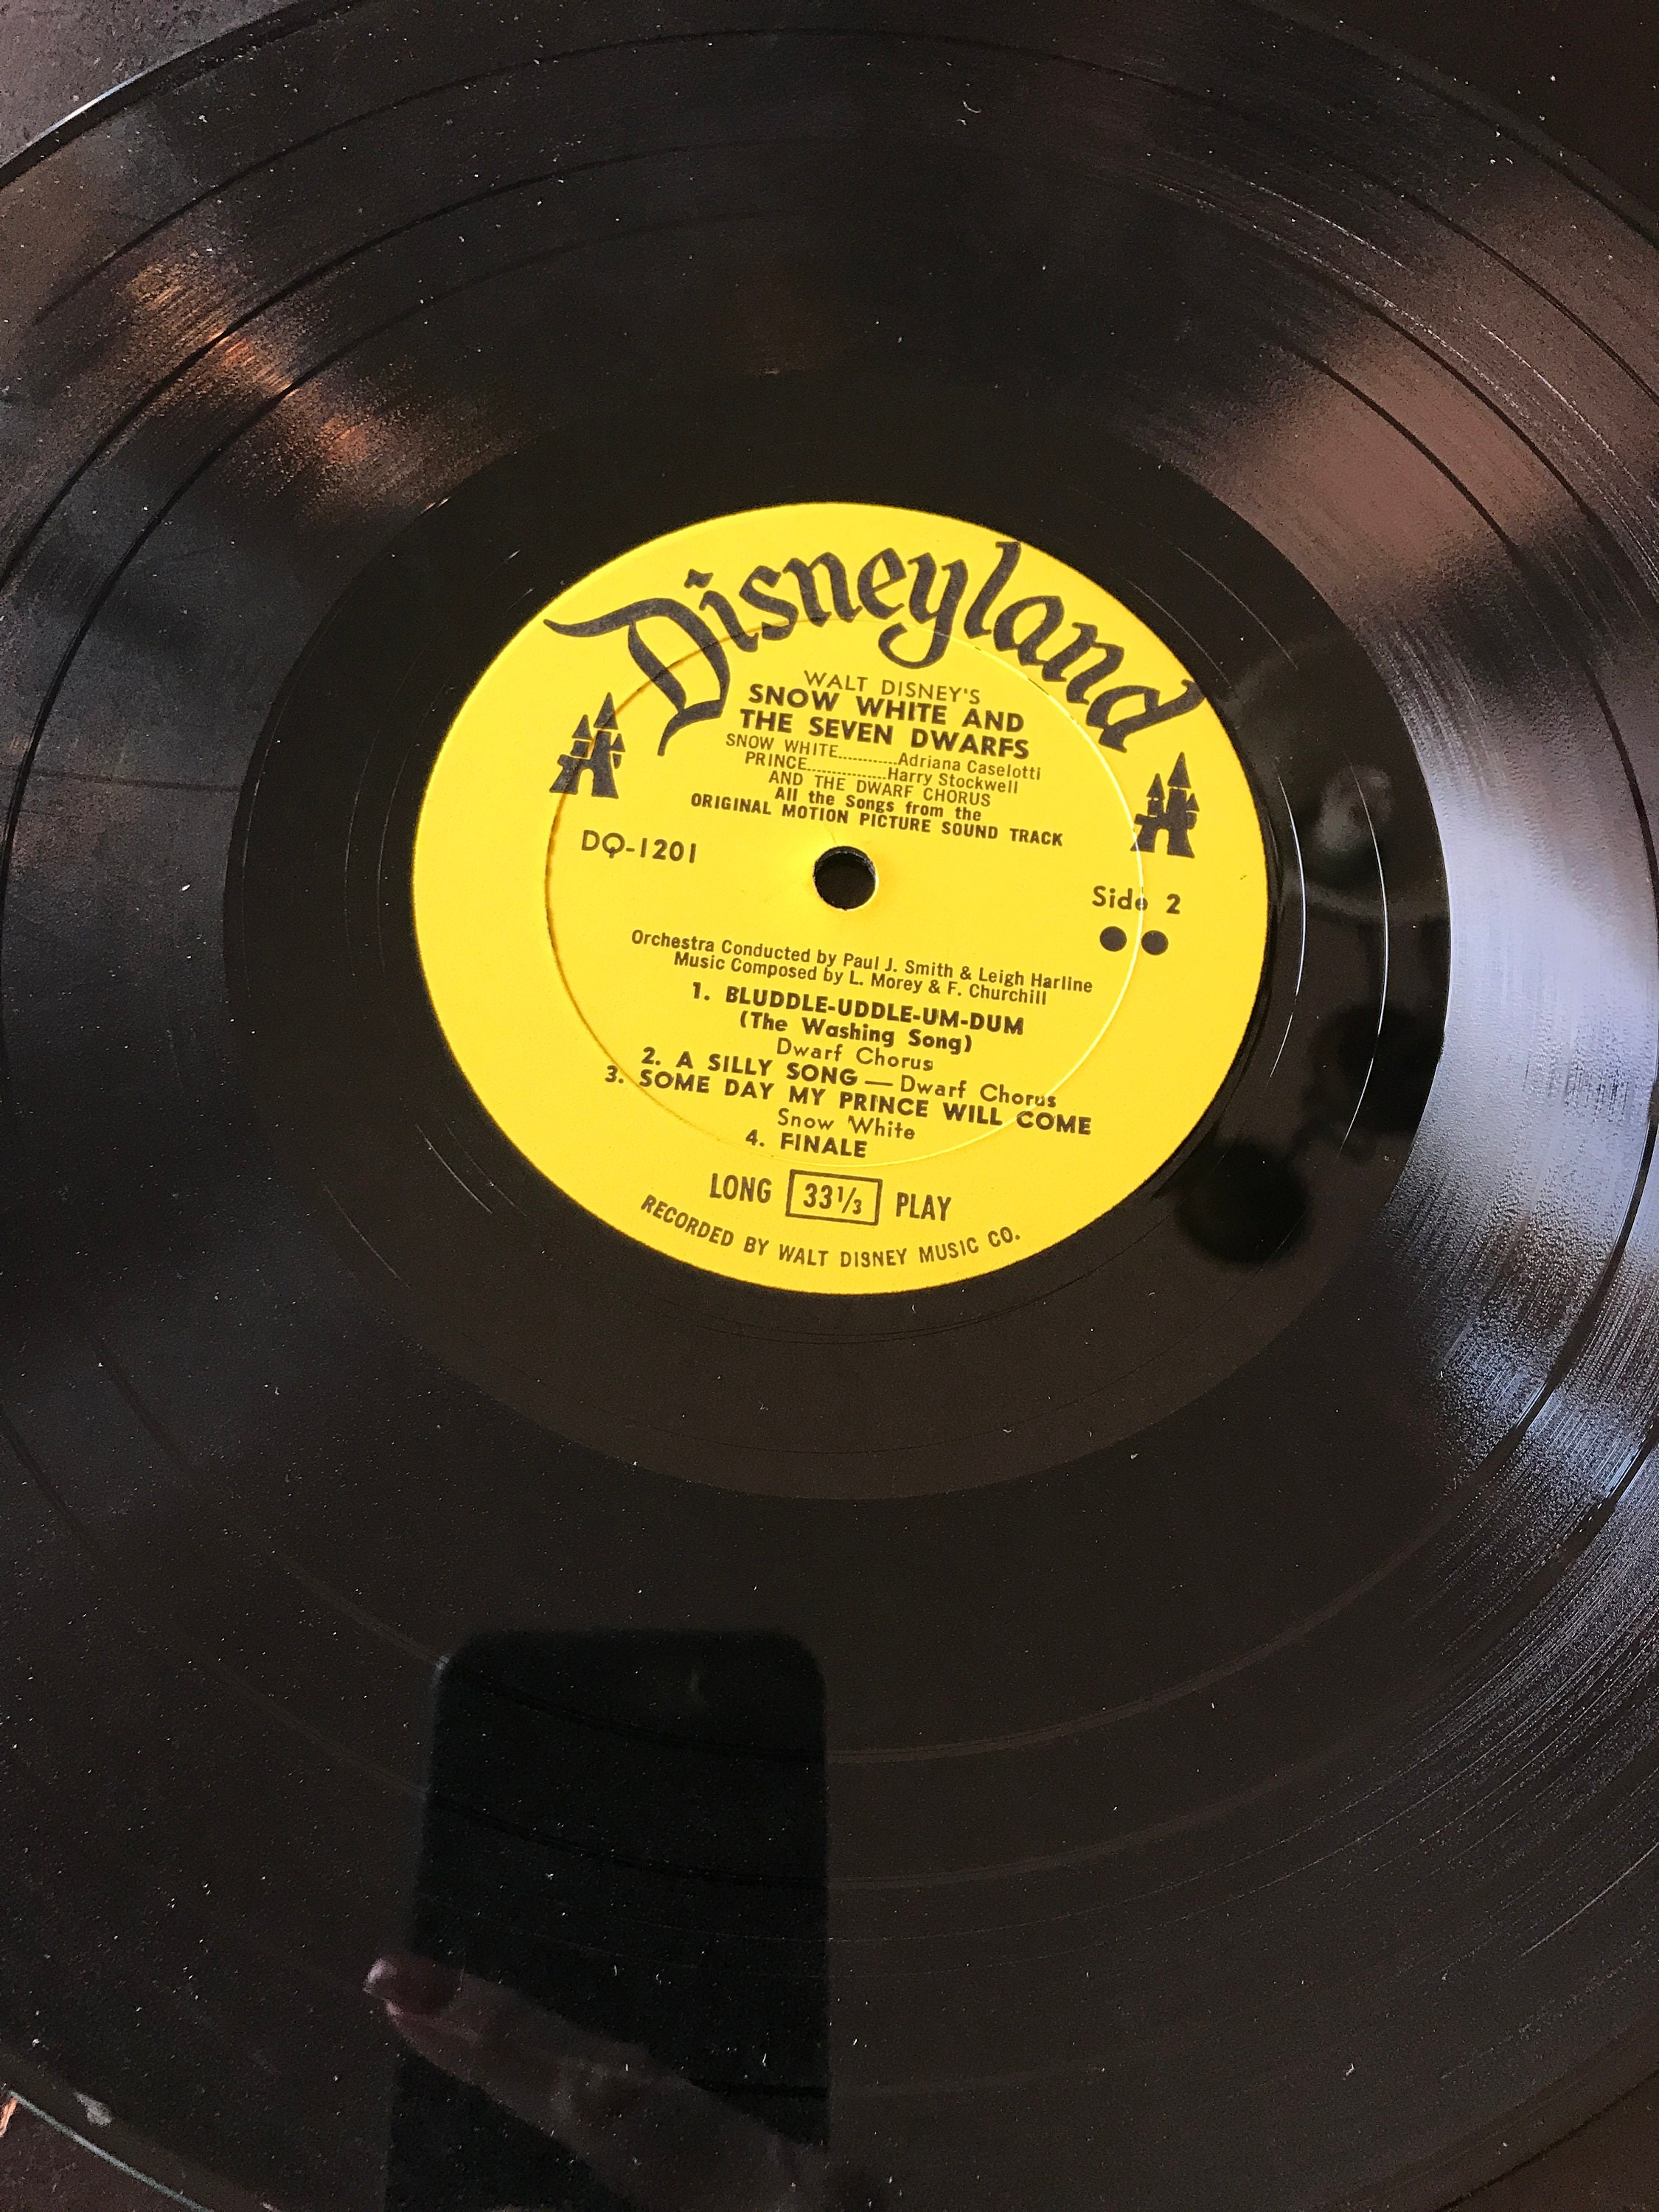 Disneyland
WALT DISNEY'S
SNOW WHITE AND
THE SEVEN DWARFS
SNOW WHITE............Adriana Caselotti
PRINCE...............Harry Stockwell
AND THE DWARF CHORUS
All the Songs from the
ORIGINAL MOTION PICTURE SOUND TRACK
DQ-1201
Side 2
Orchestra Conducted by Paul J. Smith & Leigh Harline
Music Composed by L. Morey & F. Churchill
1. BLUDDLE-UDDLE-UM-DUM
(The Washing Song)
Dwarf Chorus
2. A SILLY SONG — Dwarf Chorus
3. SOME DAY MY PRINCE WILL COME
Snow White
4. FINALE
LONG 33⅓ PLAY
RECORDED BY WALT DISNEY MUSIC CO.